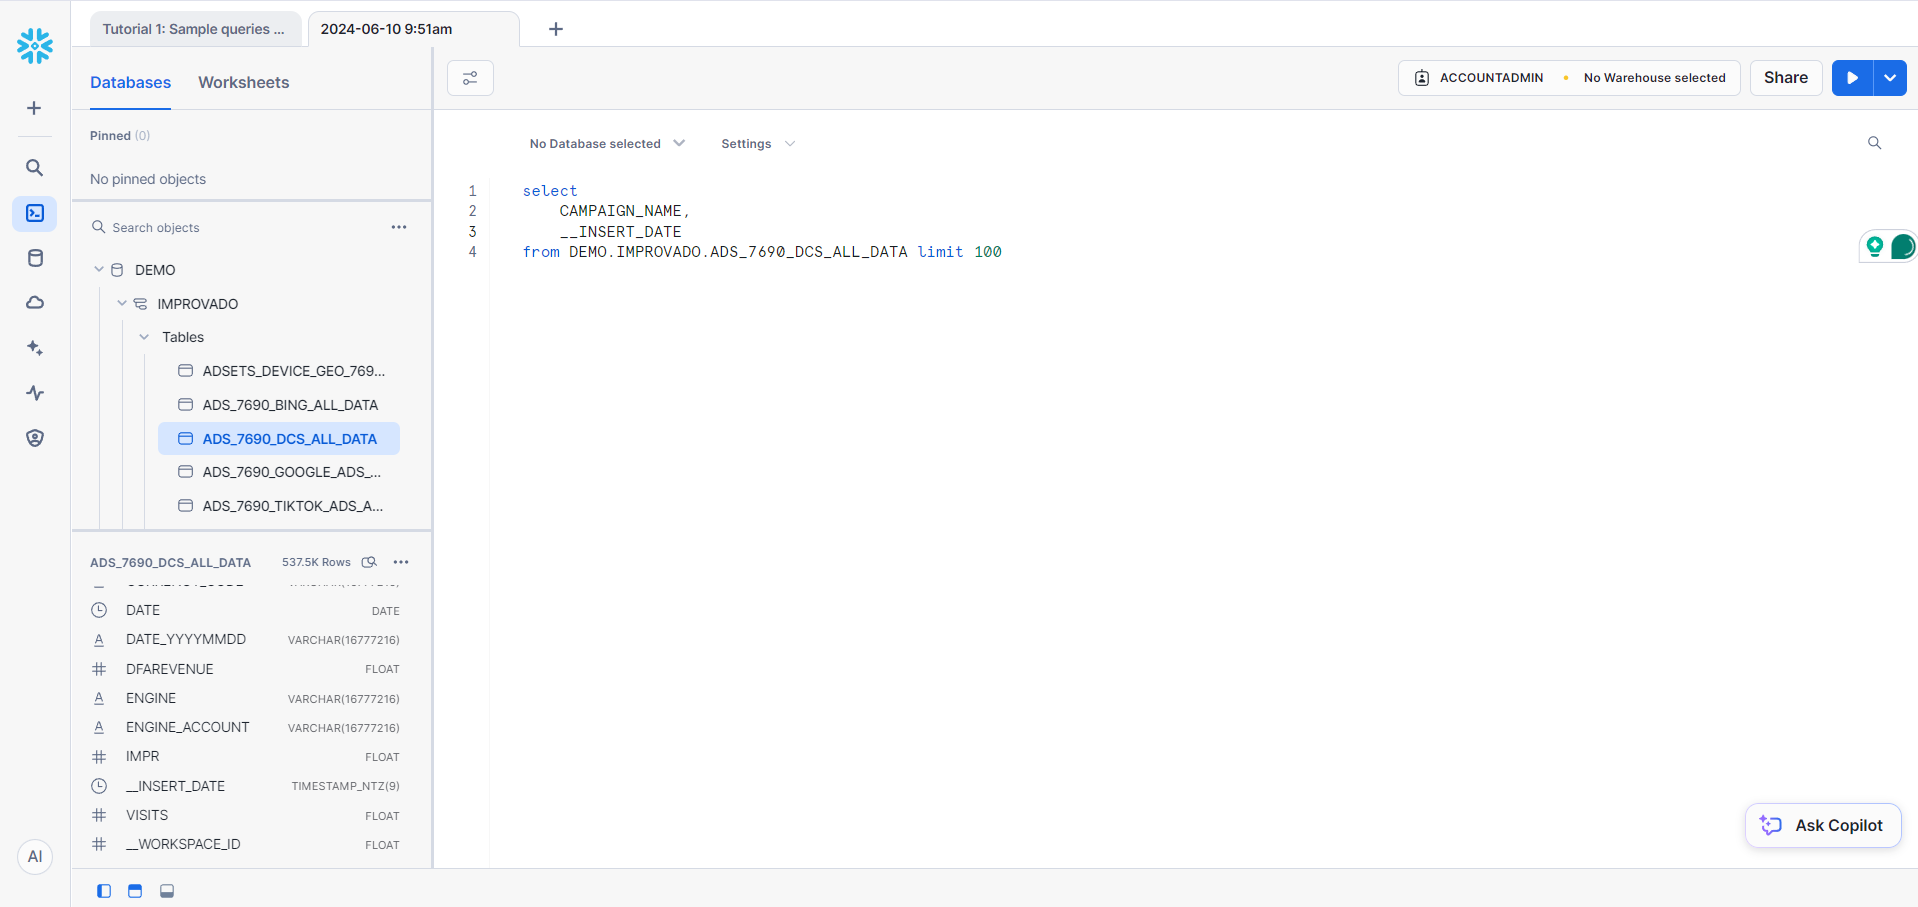 Tutorial 1: Sample queries ...
2024-06-10 9:51am
Databases
Worksheets
ACCOUNTADMIN
No Warehouse selected
Share
Pinned (0)
No pinned objects
No Database selected
Settings
Search objects
1 select
2 CAMPAIGN_NAME,
3 __INSERT_DATE
4 from DEMO.IMPROVADO.ADS_7690_DCS_ALL_DATA limit 100
DEMO
IMPROVADO
Tables
ADSETS_DEVICE_GEO_769...
ADS_7690_BING_ALL_DATA
ADS_7690_DCS_ALL_DATA
ADS_7690_GOOGLE_ADS_...
ADS_7690_TIKTOK_ADS_A...
ADS_7690_DCS_ALL_DATA 537.5K Rows
DATE DATE
DATE_YYYYMMDD VARCHAR(16777216)
DFAREVENUE FLOAT
ENGINE VARCHAR(16777216)
ENGINE_ACCOUNT VARCHAR(16777216)
IMPR FLOAT
__INSERT_DATE TIMESTAMP_NTZ(9)
VISITS FLOAT
__WORKSPACE_ID FLOAT
Ask Copilot
AI